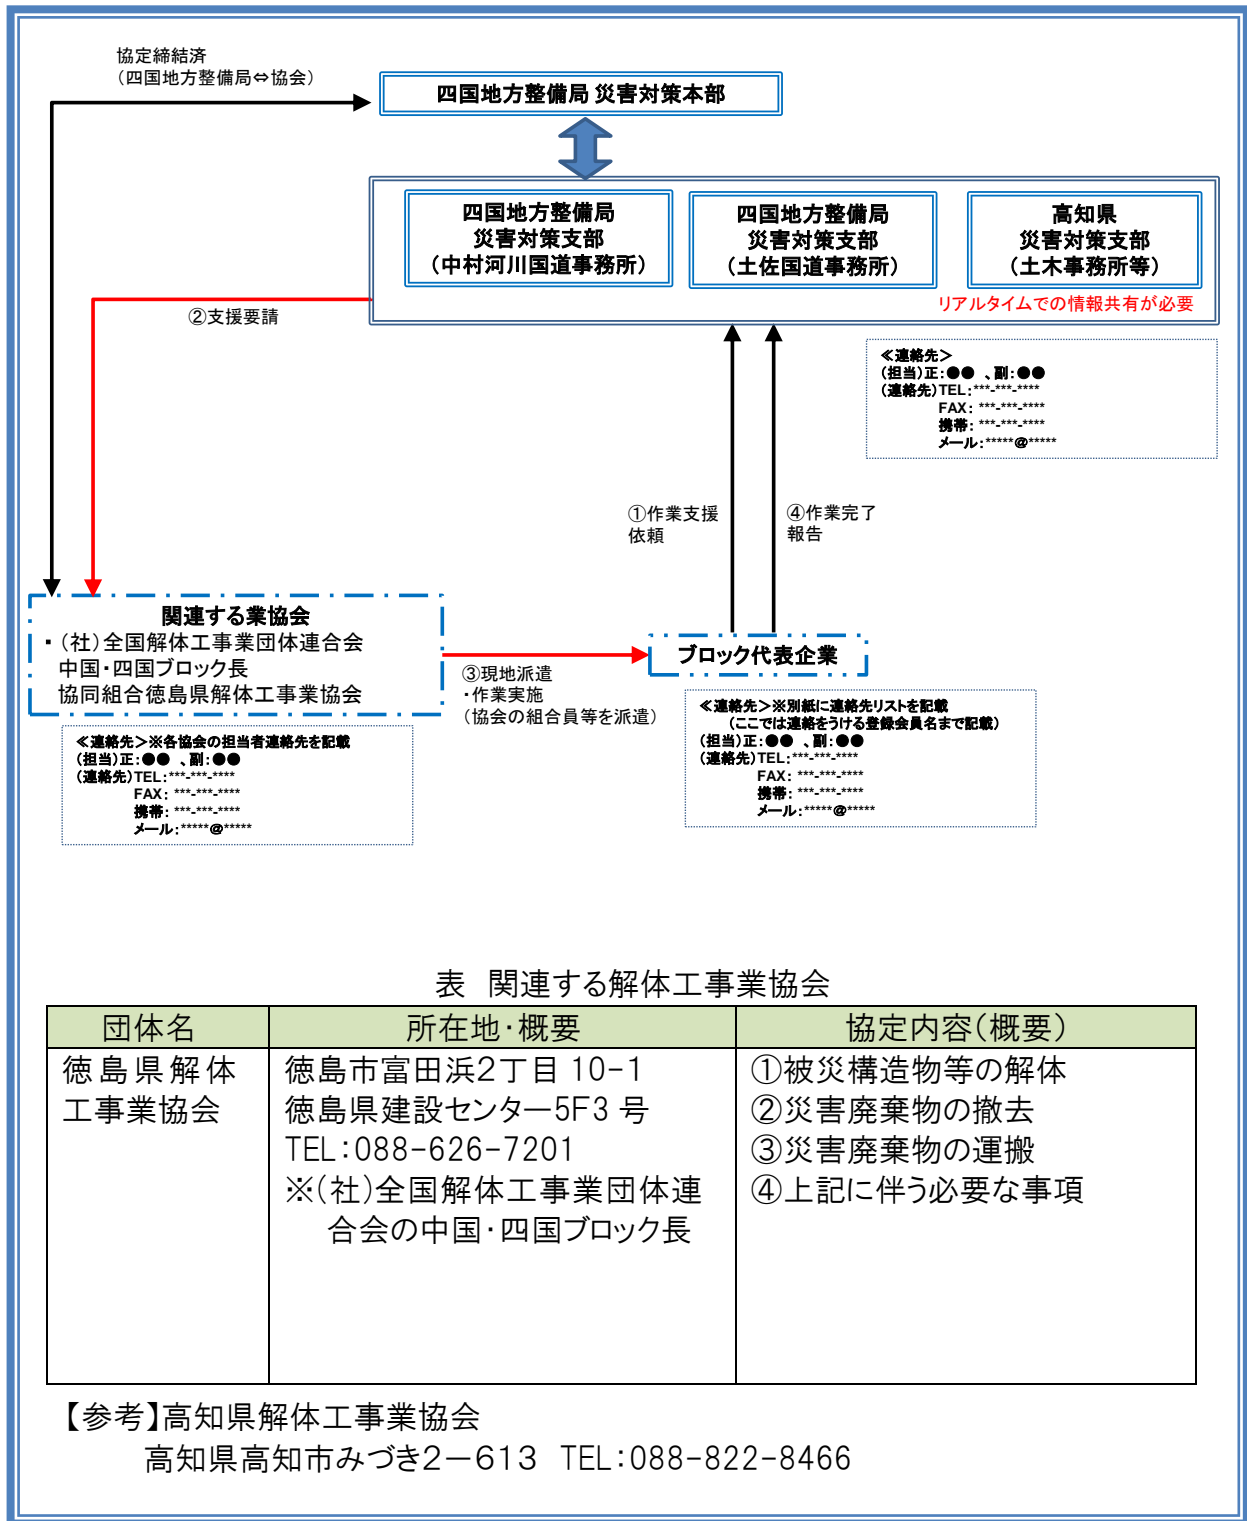 協定締結済
（四国地方整備局⇔協会）
四国地方整備局 災害対策本部
四国地方整備局
災害対策支部
（中村河川国道事務所）
四国地方整備局
災害対策支部
（土佐国道事務所）
高知県
災害対策支部
（土木事務所等）
リアルタイムでの情報共有が必要
②支援要請
≪連絡先＞
（担当）正：●● 、副：●●
（連絡先）TEL：***-***-****
FAX： ***-***-****
携帯： ***-***-****
メール：*****@*****
①作業支援
依頼
④作業完了
報告
関連する業協会
・（社）全国解体工事業団体連合会
中国・四国ブロック長
協同組合徳島県解体工事業協会
③現地派遣
・作業実施
（協会の組合員等を派遣）
ブロック代表企業
≪連絡先＞※各協会の担当者連絡先を記載
（担当）正：●● 、副：●●
（連絡先）TEL：***-***-****
FAX： ***-***-****
携帯： ***-***-****
メール：*****@*****
≪連絡先＞※別紙に連絡先リストを記載
（ここでは連絡をうける登録会員名まで記載）
（担当）正：●● 、副：●●
（連絡先）TEL：***-***-****
FAX： ***-***-****
携帯： ***-***-****
メール：*****@*****
表 関連する解体工事業協会
団体名 所在地・概要 協定内容（概要）
徳島県解体
工事業協会
徳島市富田浜２丁目 10-1
徳島県建設センター5F3 号
TEL：088-626-7201
※（社）全国解体工事業団体連
合会の中国・四国ブロック長
①被災構造物等の解体
②災害廃棄物の撤去
③災害廃棄物の運搬
④上記に伴う必要な事項
【参考】高知県解体工事業協会
高知県高知市みづき２－６１３ TEL：088-822-8466